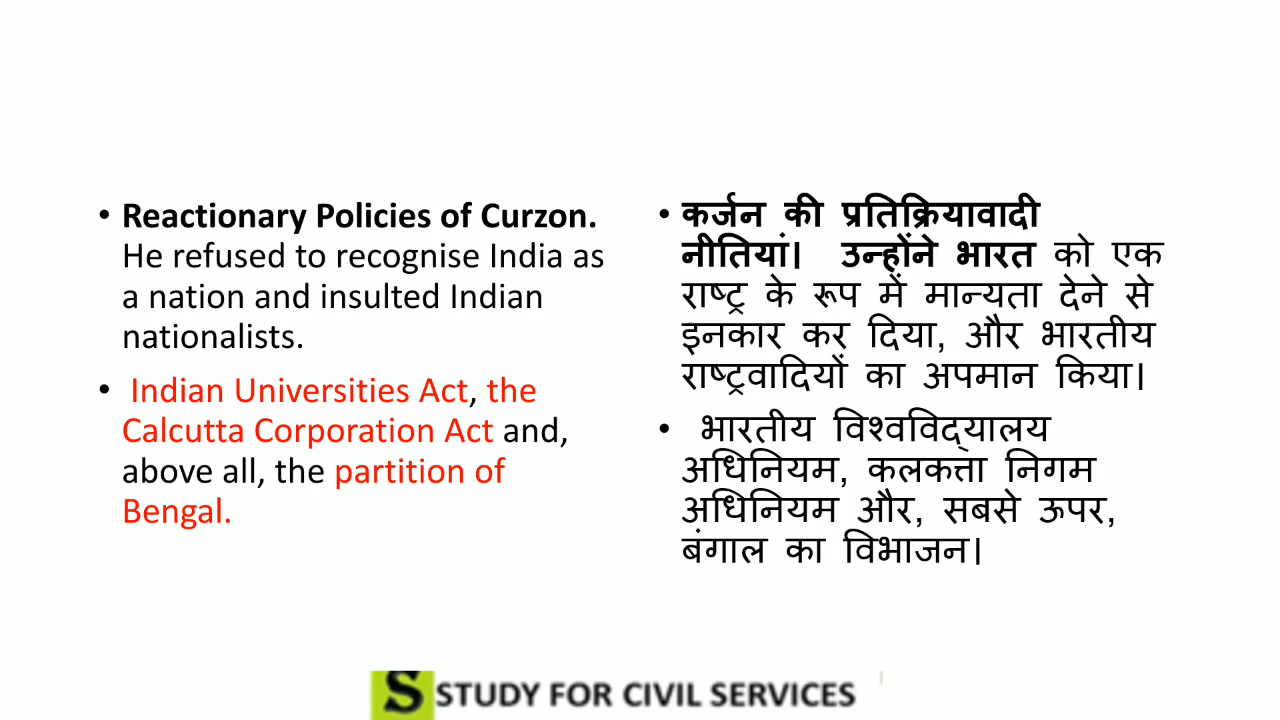 • Reactionary Policies of Curzon.
He refused to recognise India as
a nation and insulted Indian
nationalists.
• Indian Universities Act, the
Calcutta Corporation Act and,
above all, the partition of
Bengal.
• कर्जन की प्रतिक्रियावादी
नीतियां। उन्होंने भारत को एक
राष्ट्र के रूप में मान्यता देने से
इनकार कर दिया, और भारतीय
राष्ट्रवादियों का अपमान किया।
• भारतीय विश्वविद्यालय
अधिनियम, कलकत्ता निगम
अधिनियम और, सबसे ऊपर,
बंगाल का विभाजन।
S STUDY FOR CIVIL SERVICES